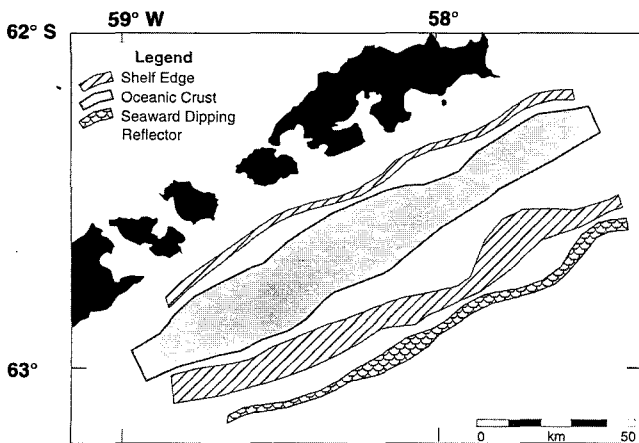 59° W
58°
62° S
Legend
Shelf Edge
Oceanic Crust
Seaward Dipping
Reflector
63°
0 km 50